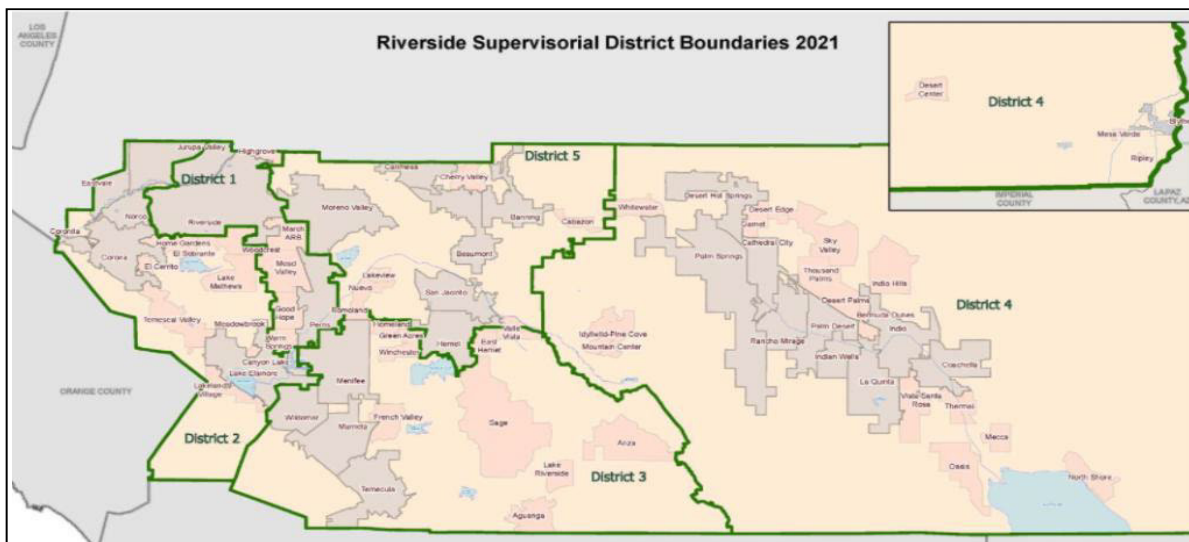 LOS
ANGELES
COUNTY
Riverside Supervisorial District Boundaries 2021
Desert
Center
District 4
Mesa Verde
Blythe
Ripley
IMPERIAL
COUNTY
LA PAZ
COUNTY, AZ
Jurupa Valley
Highgrove
Eastvale
District 1
Norco
Riverside
Corona
Coronita
Home Gardens
El Sobrante
El Cerrito
Woodcrest
March
ARB
Mead
Valley
Lake
Mathews
Temescal Valley
Good
Hope
Meadowbrook
Perris
Warm
Springs
Canyon Lake
Lake Elsinore
Lakeland
Village
ORANGE COUNTY
District 2
Calimesa
Cherry Valley
District 5
Moreno Valley
Banning
Cabazon
Beaumont
Lakeview
Nuevo
San Jacinto
Romoland
Homeland
Green Acres
Winchester
Hemet
East
Hemet
Valle
Vista
Menifee
Wildomar
Murrieta
French Valley
Sage
Anza
Lake
Riverside
District 3
Temecula
Aguanga
Idyllwild-Pine Cove
Mountain Center
Whitewater
Desert Hot Springs
Desert Edge
Garnet
Cathedral City
Palm Springs
Sky
Valley
Thousand
Palms
Indio Hills
Desert Palms
Bermuda Dunes
District 4
Palm Desert
Indio
Rancho Mirage
Indian Wells
Coachella
La Quinta
Vista Santa
Rosa
Thermal
Mecca
Oasis
North Shore